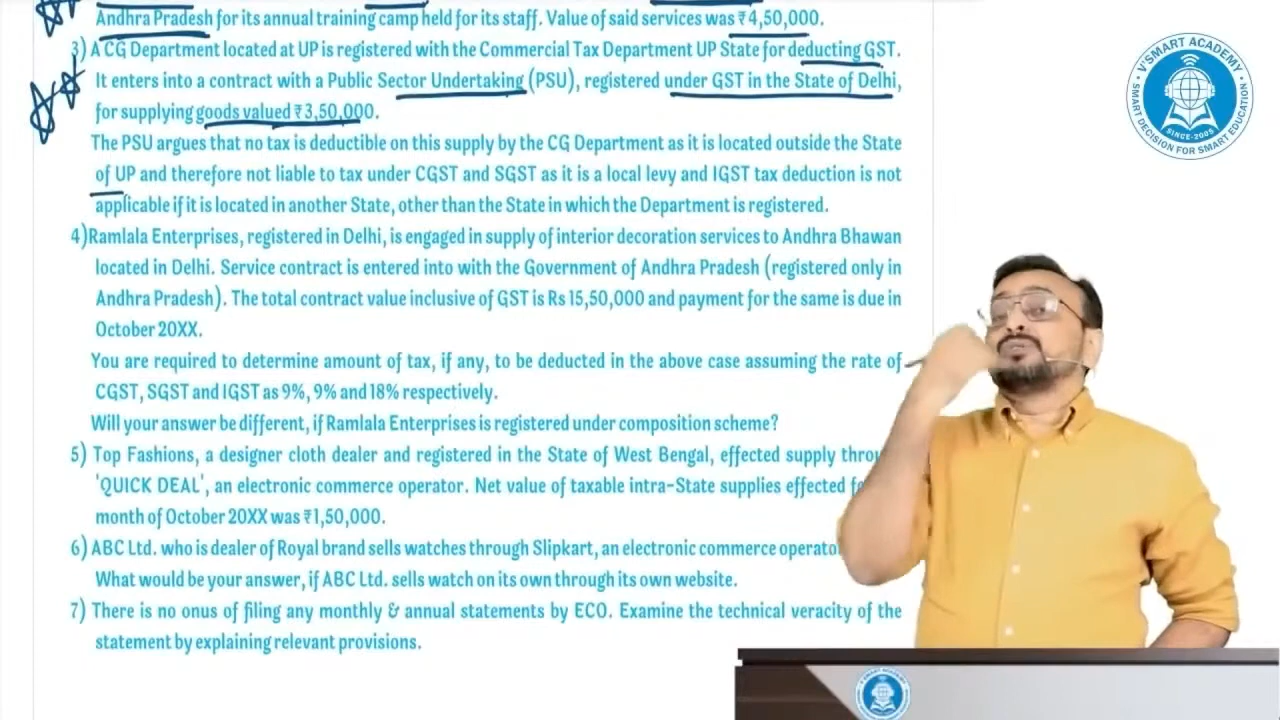 Andhra Pradesh for its annual training camp held for its staff. Value of said services was ₹4,50,000.
3) A CG Department located at UP is registered with the Commercial Tax Department UP State for deducting GST.
It enters into a contract with a Public Sector Undertaking (PSU), registered under GST in the State of Delhi,
for supplying goods valued ₹3,50,000.
The PSU argues that no tax is deductible on this supply by the CG Department as it is located outside the State
of UP and therefore not liable to tax under CGST and SGST as it is a local levy and IGST tax deduction is not
applicable if it is located in another State, other than the State in which the Department is registered.
4)Ramlala Enterprises, registered in Delhi, is engaged in supply of interior decoration services to Andhra Bhawan
located in Delhi. Service contract is entered into with the Government of Andhra Pradesh (registered only in
Andhra Pradesh). The total contract value inclusive of GST is Rs 15,50,000 and payment for the same is due in
October 20XX.
You are required to determine amount of tax, if any, to be deducted in the above case assuming the rate of
CGST, SGST and IGST as 9%, 9% and 18% respectively.
Will your answer be different, if Ramlala Enterprises is registered under composition scheme?
5) Top Fashions, a designer cloth dealer and registered in the State of West Bengal, effected supply
'QUICK DEAL', an electronic commerce operator. Net value of taxable intra-State supplies effected
month of October 20XX was ₹1,50,000.
6) ABC Ltd. who is dealer of Royal brand sells watches through Slipkart, an electronic commerce
What would be your answer, if ABC Ltd. sells watch on its own through its own website.
7) There is no onus of filing any monthly & annual statements by ECO. Examine the technical veracity of the
statement by explaining relevant provisions.
V'SMART ACADEMY
SINCE-2005
SMART DECISION FOR SMART EDUCATION